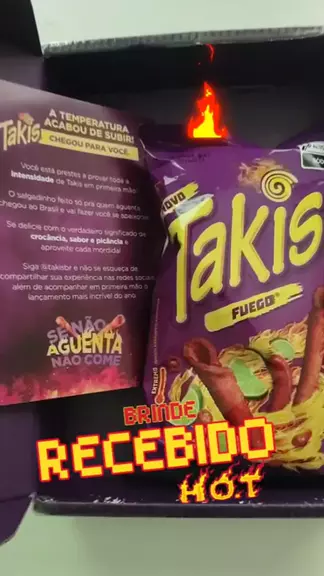 Takis
A TEMPERATURA
ACABOU DE SUBIR!
CHEGOU PARA VOCÊ.
Você está prestes a provar toda a
intensidade de Takis em primeira mão!
O salgadinho feito só prá quem aguenta
chegou ao Brasil e vai fazer você se apaixonar
Se delicie com o verdadeiro significado de
crocância, sabor e picância e
aproveite cada mordida!
Siga @takisbr e não se esqueça de
compartilhar sua experiência nas redes sociais
além de acompanhar em primeira mão o
lançamento mais incrível do ano.
SE NÃO
AGUENTA
NÃO COME
NOVO
Takis
FUEGO
EXTREMO
BRINDE
RECEBIDO
HOT